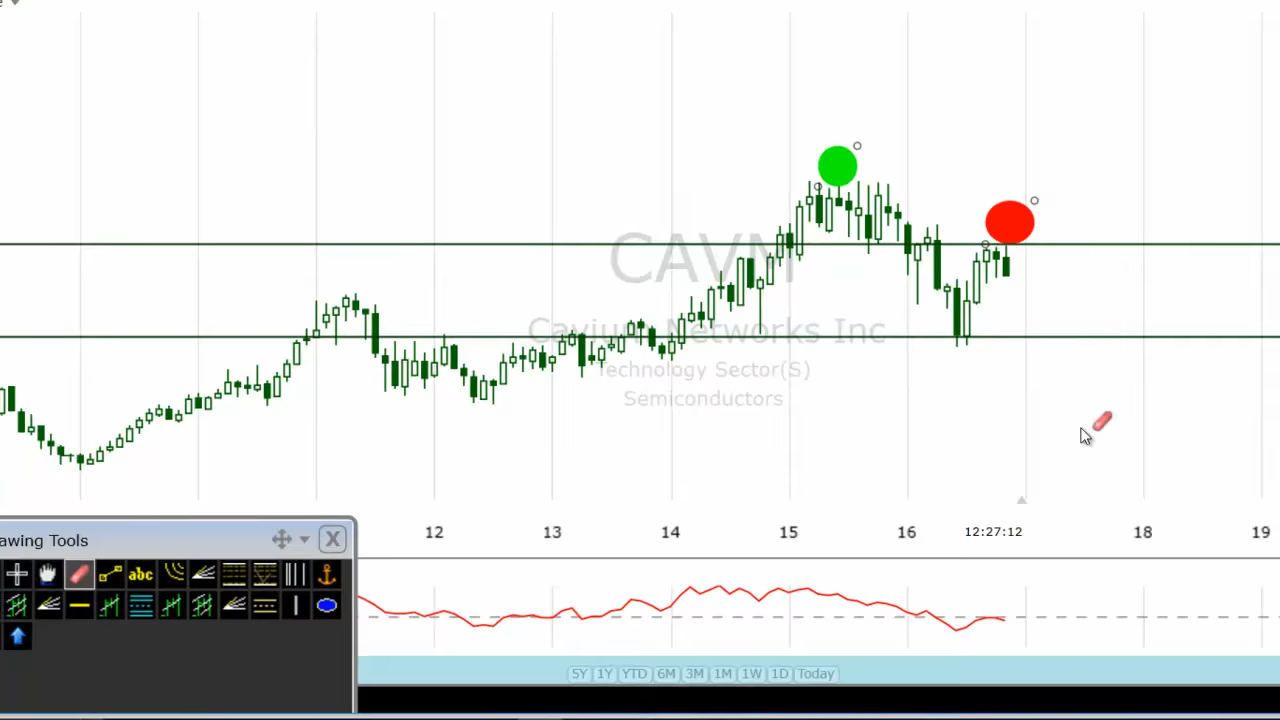 CAVM
Cavium Networks Inc
Technology Sector(S)
Semiconductors
12 13 14 15 16 12:27:12 18 19
awing Tools
X
abc
5Y 1Y YTD 6M 3M 1M 1W 1D Today